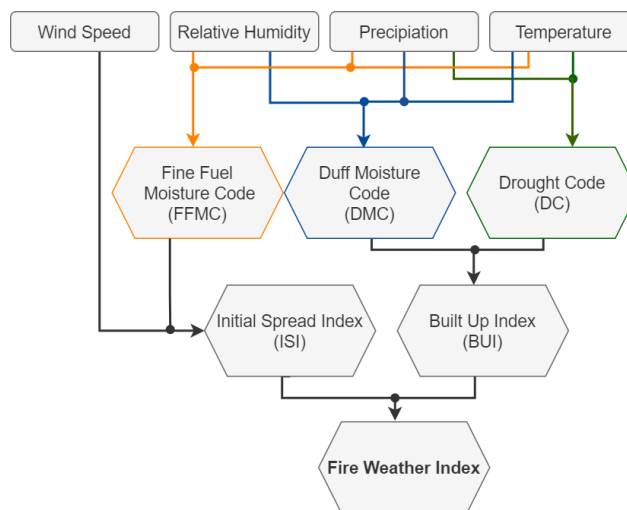 Wind Speed
Relative Humidity
Precipiation
Temperature
Fine Fuel
Moisture Code
(FFMC)
Duff Moisture
Code
(DMC)
Drought Code
(DC)
Initial Spread Index
(ISI)
Built Up Index
(BUI)
Fire Weather Index